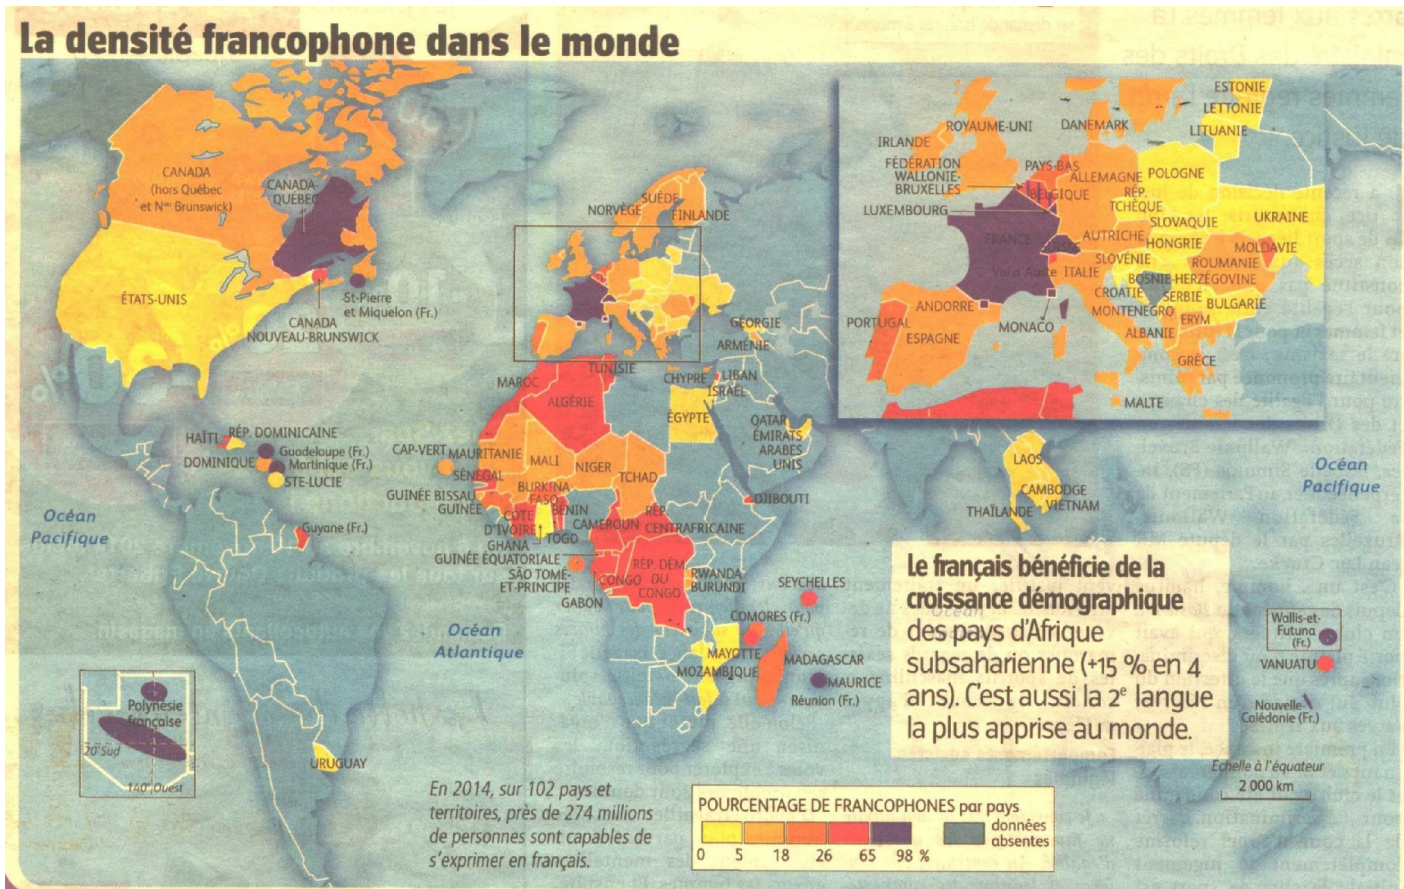 La densité francophone dans le monde
CANADA
(hors Québec
et Nveau Brunswick)
CANADA-
QUÉBEC
ÉTATS-UNIS
St-Pierre
et Miquelon (Fr.)
CANADA
NOUVEAU-BRUNSWICK
HAÏTI
RÉP. DOMINICAINE
Guadeloupe (Fr.)
DOMINIQUE
Martinique (Fr.)
STE-LUCIE
Guyane (Fr.)
Océan
Pacifique
Océan
Atlantique
Polynésie
française
20° Sud
140° Ouest
URUGUAY
NORVÈGE
SUÈDE
FINLANDE
GÉORGIE
ARMÉNIE
TUNISIE
MAROC
ALGÉRIE
CHYPRE
LIBAN
ISRAËL
ÉGYPTE
QATAR
ÉMIRATS
ARABES
UNIS
CAP-VERT
MAURITANIE
MALI
NIGER
TCHAD
SÉNÉGAL
BURKINA
FASO
GUINÉE BISSAU
GUINÉE
CÔTE
D'IVOIRE
BÉNIN
GHANA
TOGO
CAMEROUN
RÉP.
CENTRAFRICAINE
DJIBOUTI
GUINÉE ÉQUATORIALE
SÃO TOMÉ-
ET-PRINCIPE
GABON
CONGO
RÉP. DÉM.
DU
CONGO
RWANDA
BURUNDI
SEYCHELLES
COMORES (Fr.)
MAYOTTE
MOZAMBIQUE
MADAGASCAR
MAURICE
Réunion (Fr.)
ESTONIE
LETTONIE
LITUANIE
ROYAUME-UNI
DANEMARK
IRLANDE
FÉDÉRATION
WALLONIE-
BRUXELLES
PAYS-BAS
ALLEMAGNE
POLOGNE
BELGIQUE
LUXEMBOURG
RÉP.
TCHÈQUE
SLOVAQUIE
UKRAINE
FRANCE
SUISSE
AUTRICHE
HONGRIE
MOLDAVIE
Val d'Aoste
ITALIE
SLOVÉNIE
ROUMANIE
BOSNIE-HERZÉGOVINE
CROATIE
SERBIE
BULGARIE
ANDORRE
MONACO
MONTENEGRO
ERYM
PORTUGAL
ESPAGNE
ALBANIE
GRÈCE
MALTE
LAOS
CAMBODGE
THAÏLANDE
VIETNAM
Océan
Pacifique
Océan
Wallis-et-
Futuna
(Fr.)
VANUATU
Nouvelle-
Calédonie (Fr.)
Le français bénéficie de la
croissance démographique
des pays d'Afrique
subsaharienne (+15 % en 4
ans). C'est aussi la 2e langue
la plus apprise au monde.
Echelle à l'équateur
2 000 km
En 2014, sur 102 pays et
territoires, près de 274 millions
de personnes sont capables de
s'exprimer en français.
POURCENTAGE DE FRANCOPHONES par pays
0 5 18 26 65 98 %
données
absentes